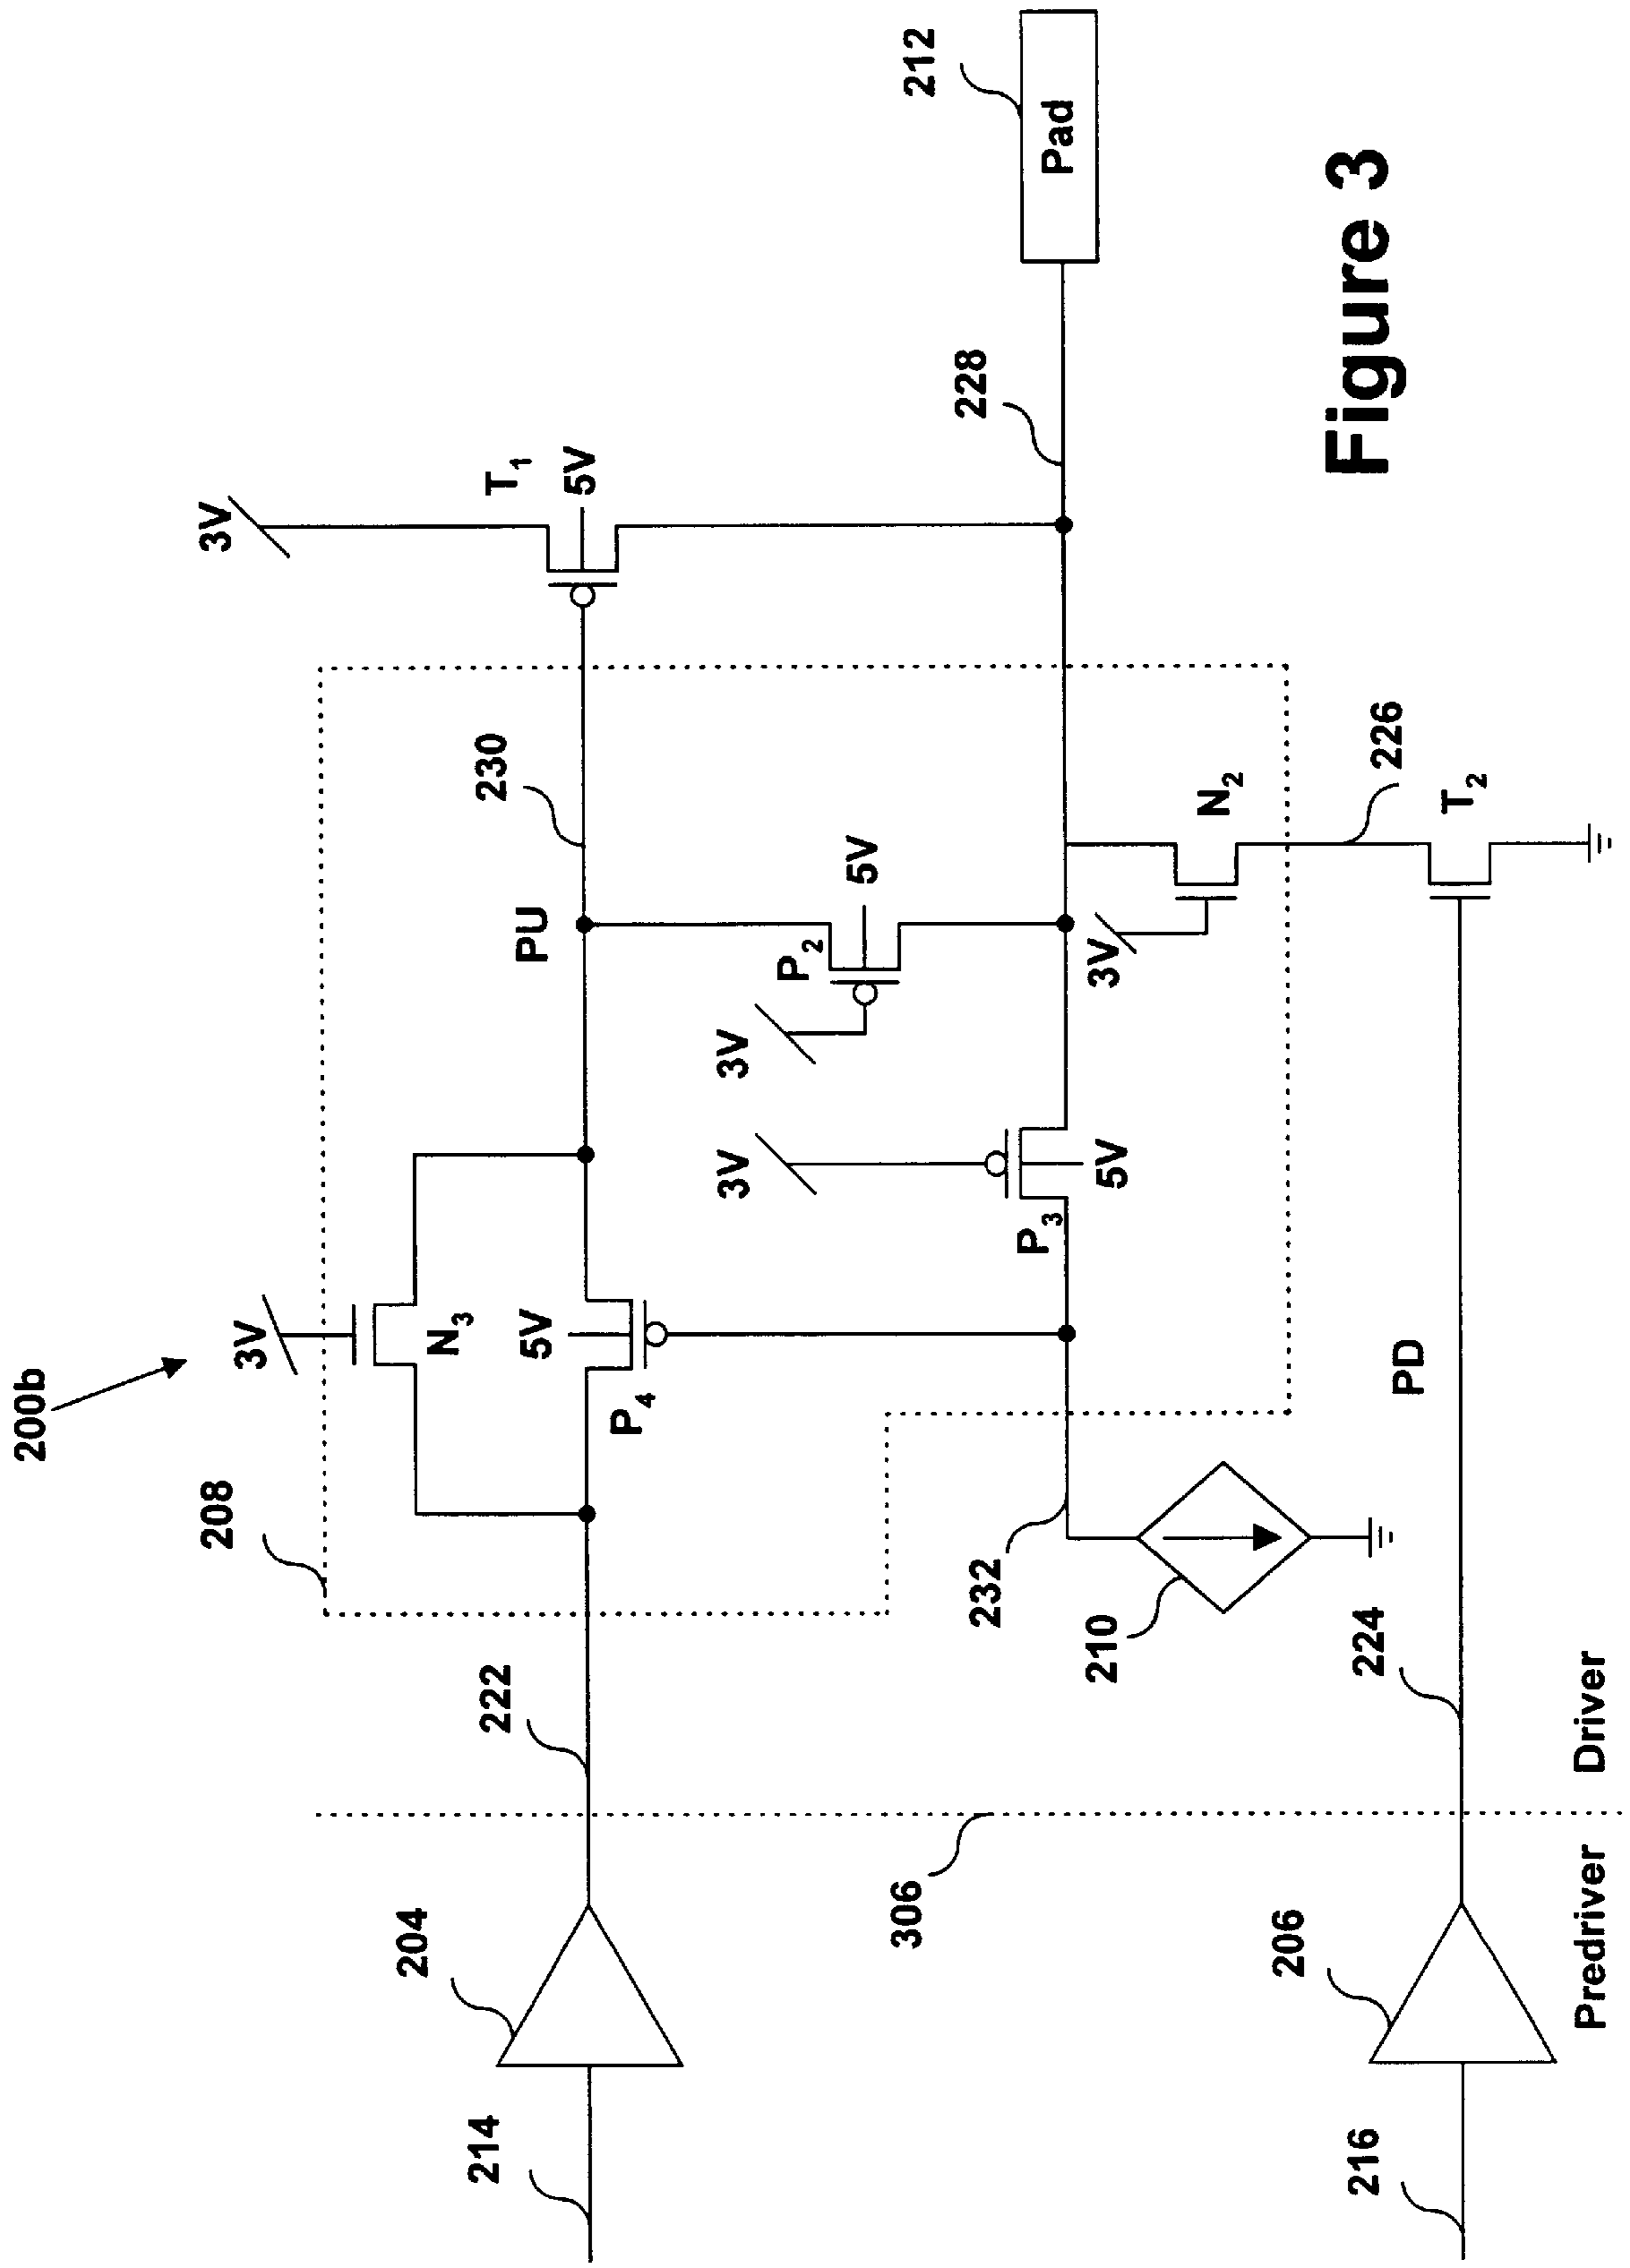 200b
208
3V
N3
3V
T1
5V
PU
230
5V
P4
204
222
214
3V
3V
P2
5V
212
Pad
228
P3
5V
3V
N2
232
210
306
226
T2
PD
224
206
216
Predriver
Driver
Figure 3